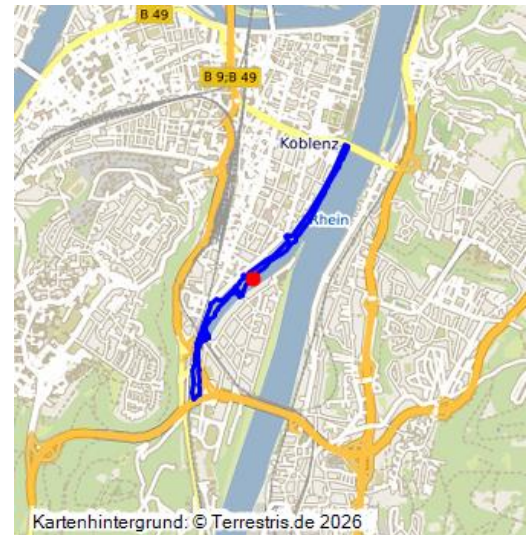 B 49
B 9;B 49
Koblenz
Rhein
Kartenhintergrund: © Terrestris.de 2026